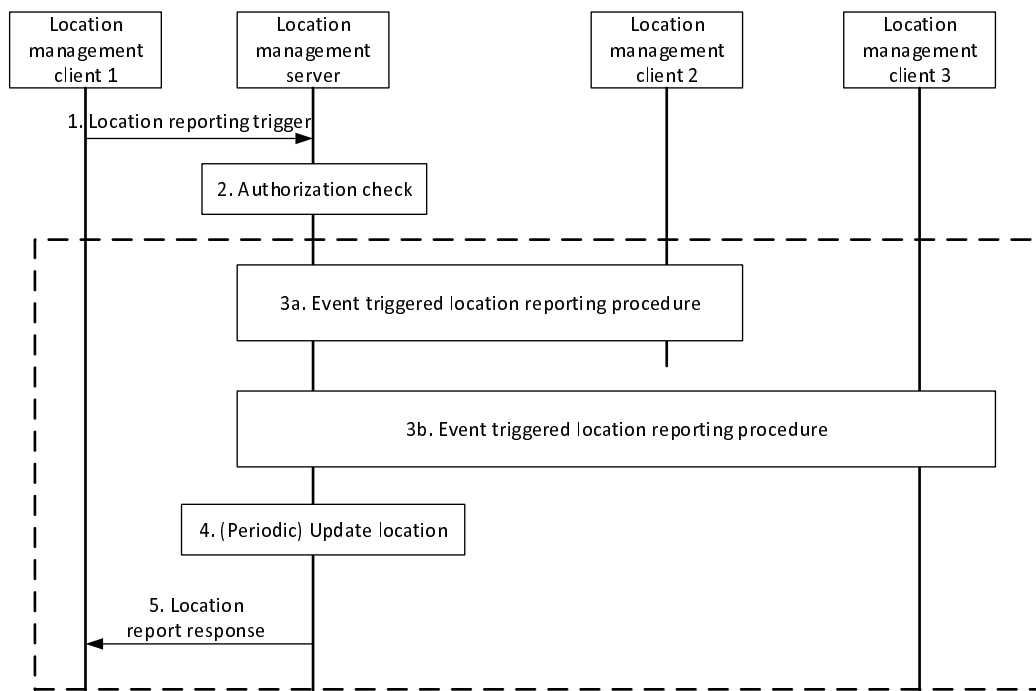 Location
management
client 1
Location
management
server
Location
management
client 2
Location
management
client 3
1. Location reporting trigger
2. Authorization check
3a. Event triggered location reporting procedure
3b. Event triggered location reporting procedure
4. (Periodic) Update location
5. Location
report response